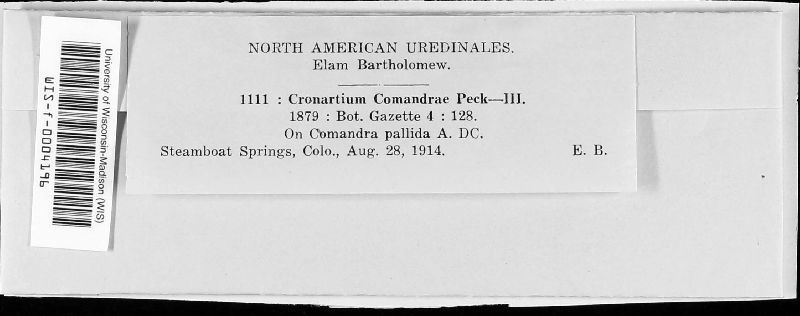 NORTH AMERICAN UREDINALES.
Elam Bartholomew.
1111 : Cronartium Comandrae Peck—III.
1879 : Bot. Gazette 4 : 128.
On Comandra pallida A. DC.
Steamboat Springs, Colo., Aug. 28, 1914. E. B.
University of Wisconsin-Madison (WIS)
WIS-f-0004196